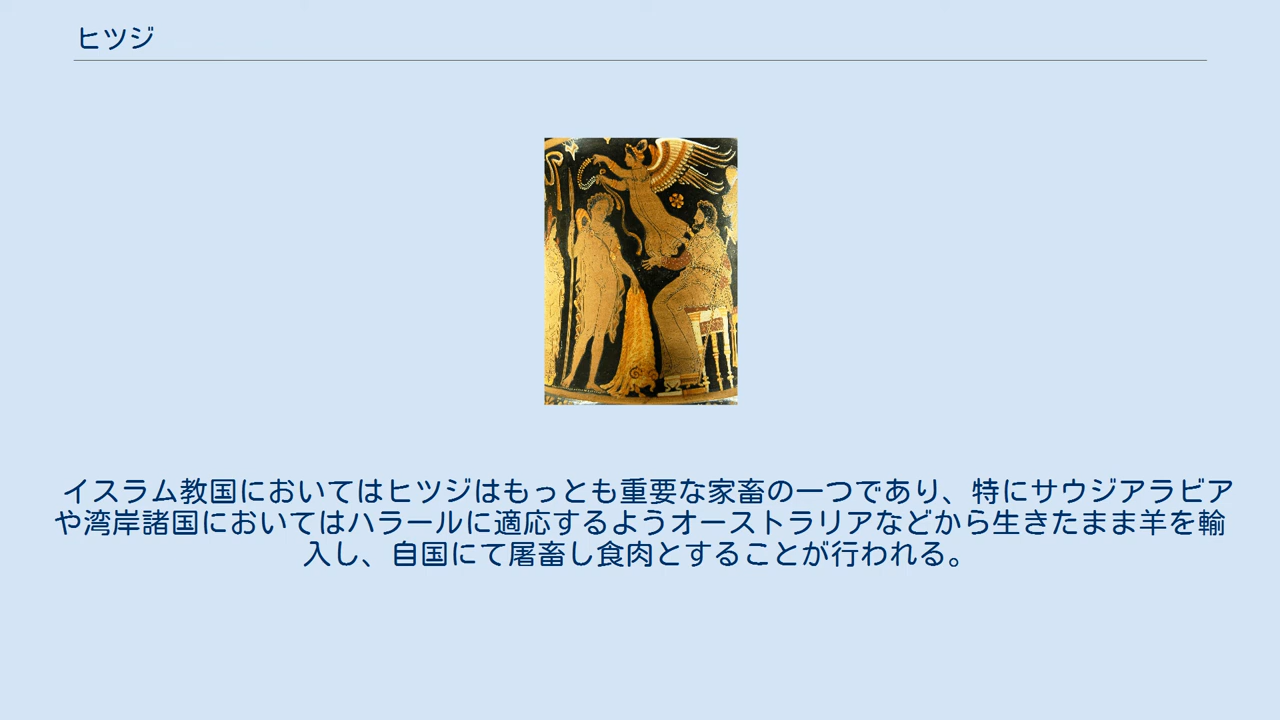 ヒツジ
イスラム教国においてはヒツジはもっとも重要な家畜の一つであり、特にサウジアラビア
や湾岸諸国においてはハラールに適応するようオーストラリアなどから生きたまま羊を輸
入し、自国にて屠畜し食肉とすることが行われる。